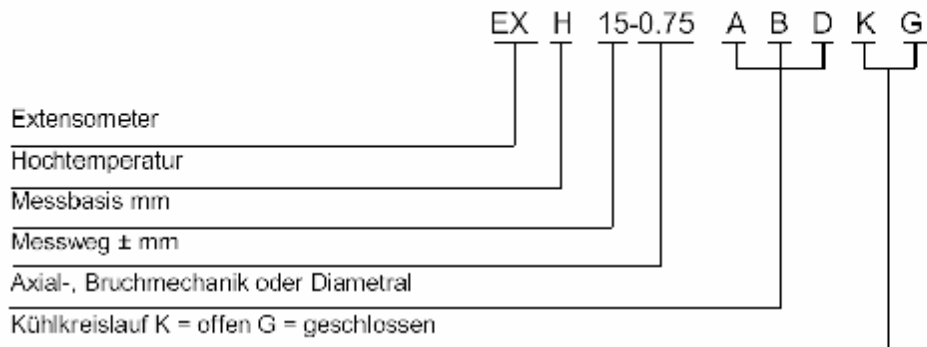 EX H 15-0.75 A B D K G
Extensometer
Hochtemperatur
Messbasis mm
Messweg ± mm
Axial-, Bruchmechanik oder Diametral
Kühlkreislauf K = offen G = geschlossen